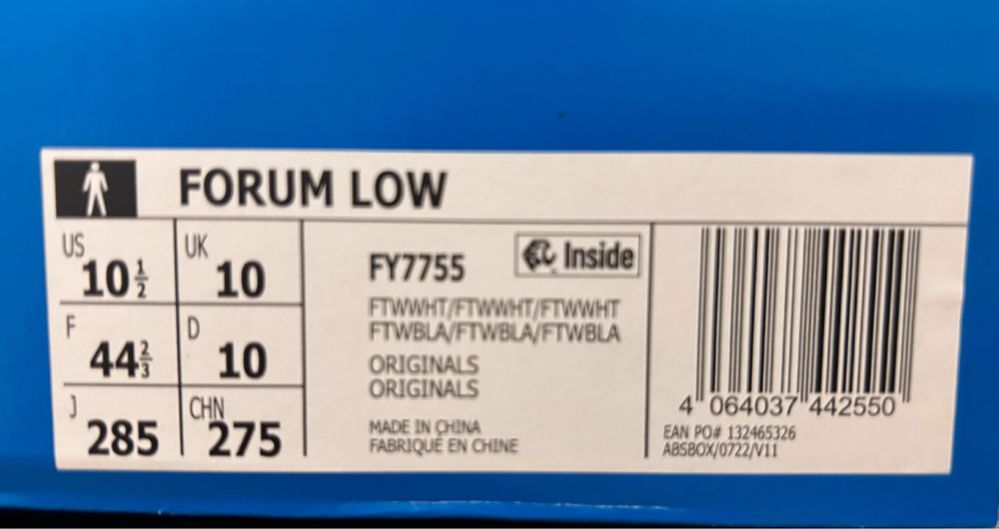 FORUM LOW
US 10½ UK 10
F 44⅔ D 10
J 285 CHN 275
FY7755 Inside
FTWWHT/FTWWHT/FTWWHT
FTWBLA/FTWBLA/FTWBLA
ORIGINALS
ORIGINALS
MADE IN CHINA
FABRIQUÉ EN CHINE
4 064037 442550
EAN PO# 132465326
ABSBOX/0722/V11